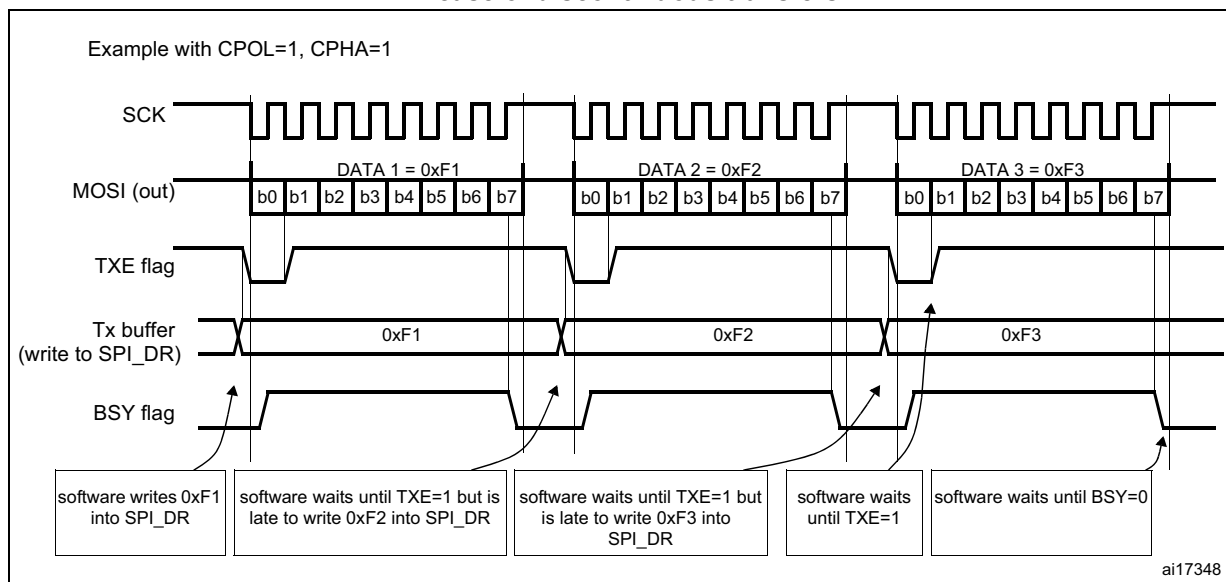 Example with CPOL=1, CPHA=1
SCK
DATA 1 = 0xF1
DATA 2 = 0xF2
DATA 3 = 0xF3
MOSI (out)
b0 b1 b2 b3 b4 b5 b6 b7
b0 b1 b2 b3 b4 b5 b6 b7
b0 b1 b2 b3 b4 b5 b6 b7
TXE flag
Tx buffer
(write to SPI_DR)
0xF1
0xF2
0xF3
BSY flag
software writes 0xF1
into SPI_DR
software waits until TXE=1 but is
late to write 0xF2 into SPI_DR
software waits until TXE=1 but
is late to write 0xF3 into
SPI_DR
software waits
until TXE=1
software waits until BSY=0
ai17348